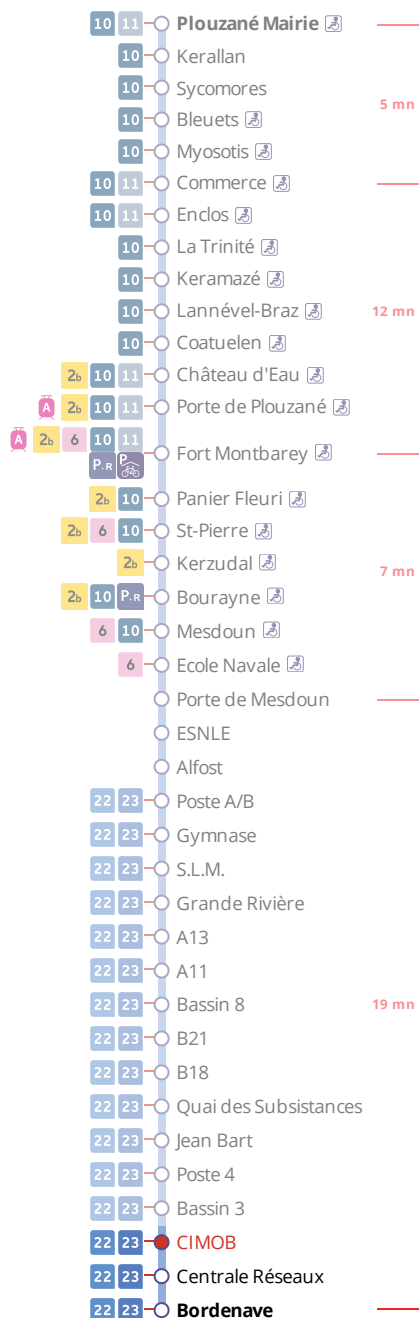 10 11 Plouzané Mairie
10 Kerallan
10 Sycomores
5 mn
10 Bleuets
10 Myosotis
10 11 Commerce
10 11 Enclos
10 La Trinité
10 Keramazé
10 Lannével-Braz 12 mn
10 Coatuelen
2b 10 11 Château d'Eau
A 2b 10 11 Porte de Plouzané
A 2b 6 10 11
P+R P Fort Montbarey
2b 10 Panier Fleuri
2b 6 10 St-Pierre
2b Kerzudal
7 mn
2b 10 P+R Bourayne
6 10 Mesdoun
6 Ecole Navale
Porte de Mesdoun
ESNLE
Alfost
22 23 Poste A/B
22 23 Gymnase
22 23 S.L.M.
22 23 Grande Rivière
22 23 A13
22 23 A11
22 23 Bassin 8 19 mn
22 23 B21
22 23 B18
22 23 Quai des Subsistances
22 23 Jean Bart
22 23 Poste 4
22 23 Bassin 3
22 23 CIMOB
22 23 Centrale Réseaux
22 23 Bordenave